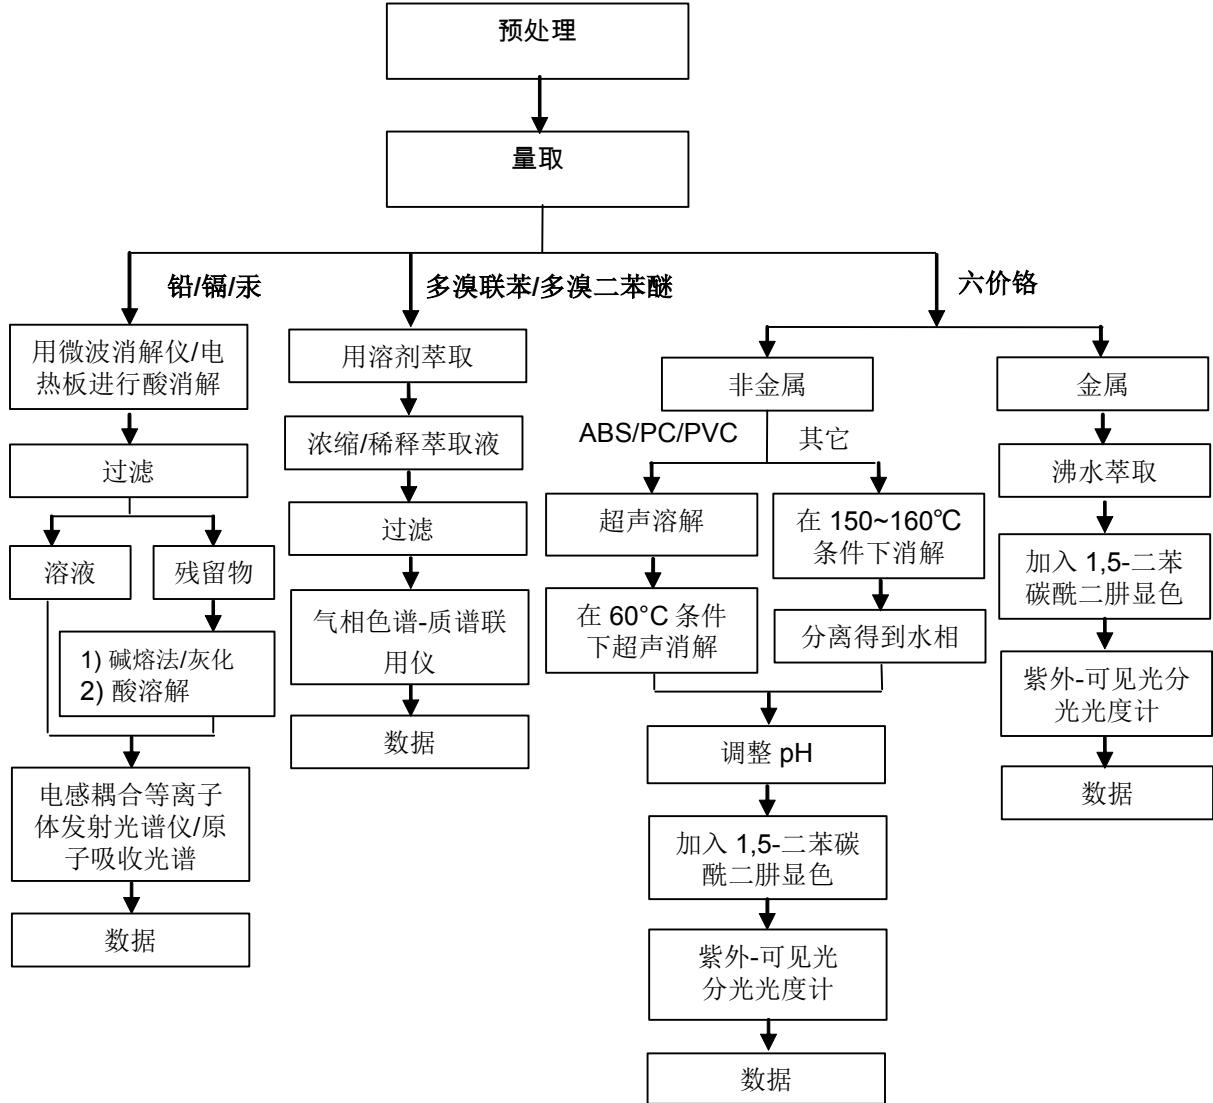 预处理
量取
铅/镉/汞
多溴联苯/多溴二苯醚
六价铬
用微波消解仪/电
热板进行酸消解
过滤
溶液
残留物
1) 碱熔法/灰化
2) 酸溶解
电感耦合等离子
体发射光谱仪/原
子吸收光谱
数据
用溶剂萃取
浓缩/稀释萃取液
过滤
气相色谱-质谱联
用仪
数据
非金属
ABS/PC/PVC
其它
超声溶解
在 60°C 条件
下超声消解
在 150~160℃
条件下消解
分离得到水相
调整 pH
加入 1,5-二苯碳
酰二肼显色
紫外-可见光
分光光度计
数据
金属
沸水萃取
加入 1,5-二苯
碳酰二肼显色
紫外-可见光分
光光度计
数据